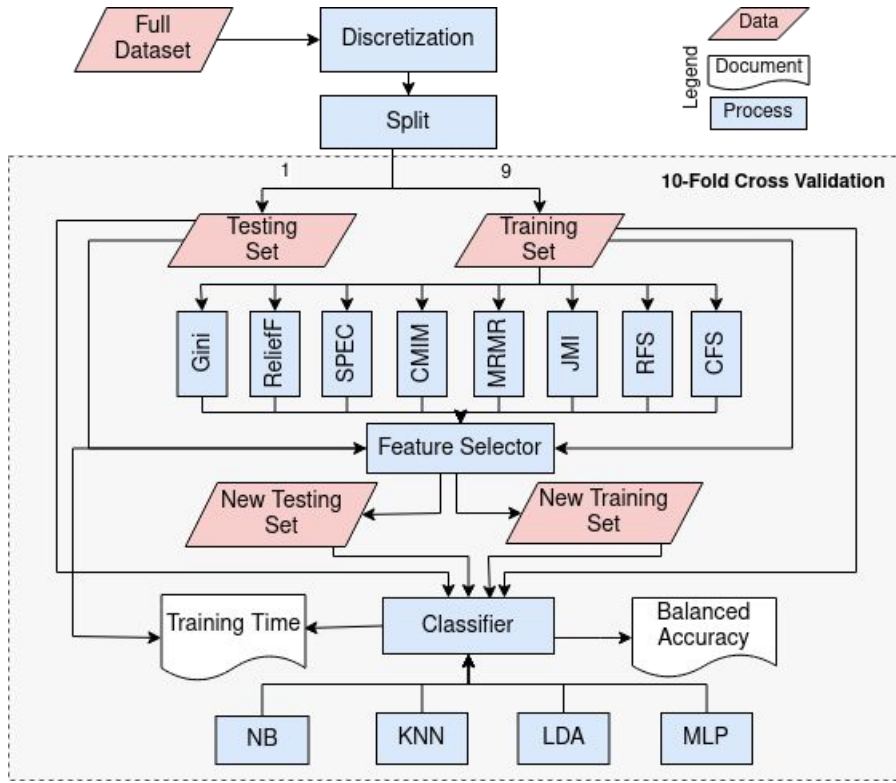 Full
Dataset
Discretization
Data
Document
Legend
Process
Split
1
9
10-Fold Cross Validation
Testing
Set
Training
Set
Gini
ReliefF
SPEC
CMIM
MRMR
JMI
RFS
CFS
Feature Selector
New Testing
Set
New Training
Set
Training Time
Classifier
Balanced
Accuracy
NB
KNN
LDA
MLP